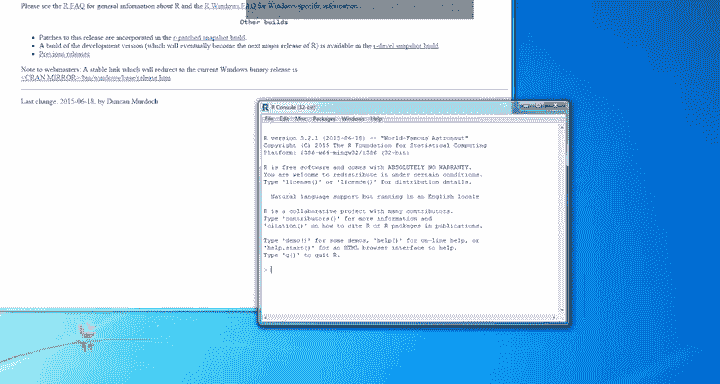 Please see the R FAQ for general information about R and the R Windows FAQ for Windows-specific information.
Other builds
Patches to this release are incorporated in the r-patched snapshot build.
A build of the development version (which will eventually become the next major release of R) is available in the r-devel snapshot build.
Previous releases
Note to webmasters: A stable link which will redirect to the current Windows binary release is
<CRAN MIRROR>/bin/windows/base/release.htm
Last change: 2015-06-18, by Duncan Murdoch
R Console (32-bit)
File Edit Misc Packages Windows Help
R version 3.2.1 (2015-06-18) -- "World-Famous Astronaut"
Copyright (C) 2015 The R Foundation for Statistical Computing
Platform: i386-w64-mingw32/i386 (32-bit)
R is free software and comes with ABSOLUTELY NO WARRANTY.
You are welcome to redistribute it under certain conditions.
Type 'license()' or 'licence()' for distribution details.
Natural language support but running in an English locale
R is a collaborative project with many contributors.
Type 'contributors()' for more information and
'citation()' on how to cite R or R packages in publications.
Type 'demo()' for some demos, 'help()' for on-line help, or
'help.start()' for an HTML browser interface to help.
Type 'q()' to quit R.
>